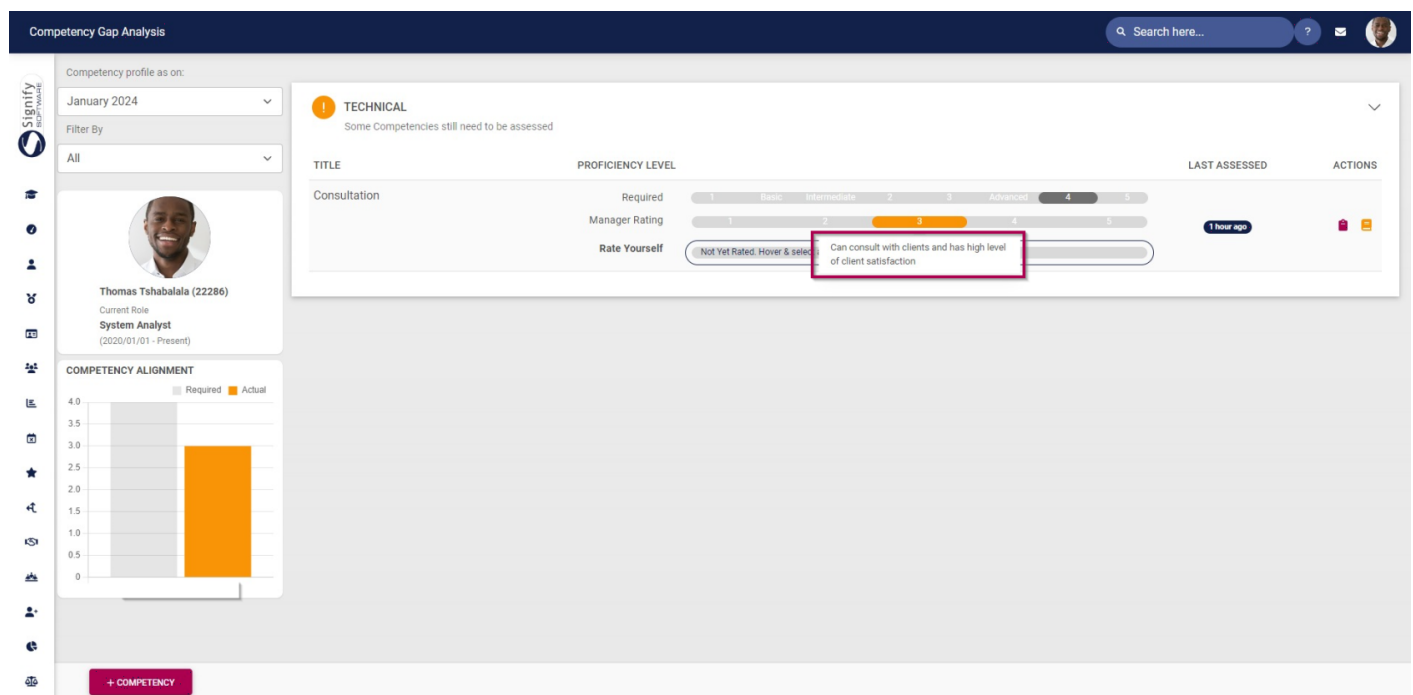 Competency Gap Analysis
Search here...
?
Signify
SOFTWARE
Competency profile as on:
January 2024
Filter By
All
Thomas Tshabalala (22286)
Current Role
System Analyst
(2020/01/01 - Present)
COMPETENCY ALIGNMENT
Required Actual
4.0
3.5
3.0
2.5
2.0
1.5
1.0
0.5
0
! TECHNICAL
Some Competencies still need to be assessed
TITLE PROFICIENCY LEVEL LAST ASSESSED ACTIONS
Consultation
Required 1 Basic Intermediate 2 3 Advanced 4 5
Manager Rating 1 2 3 4 5
1 hour ago
Rate Yourself Not Yet Rated. Hover & select
Can consult with clients and has high level
of client satisfaction
+ COMPETENCY